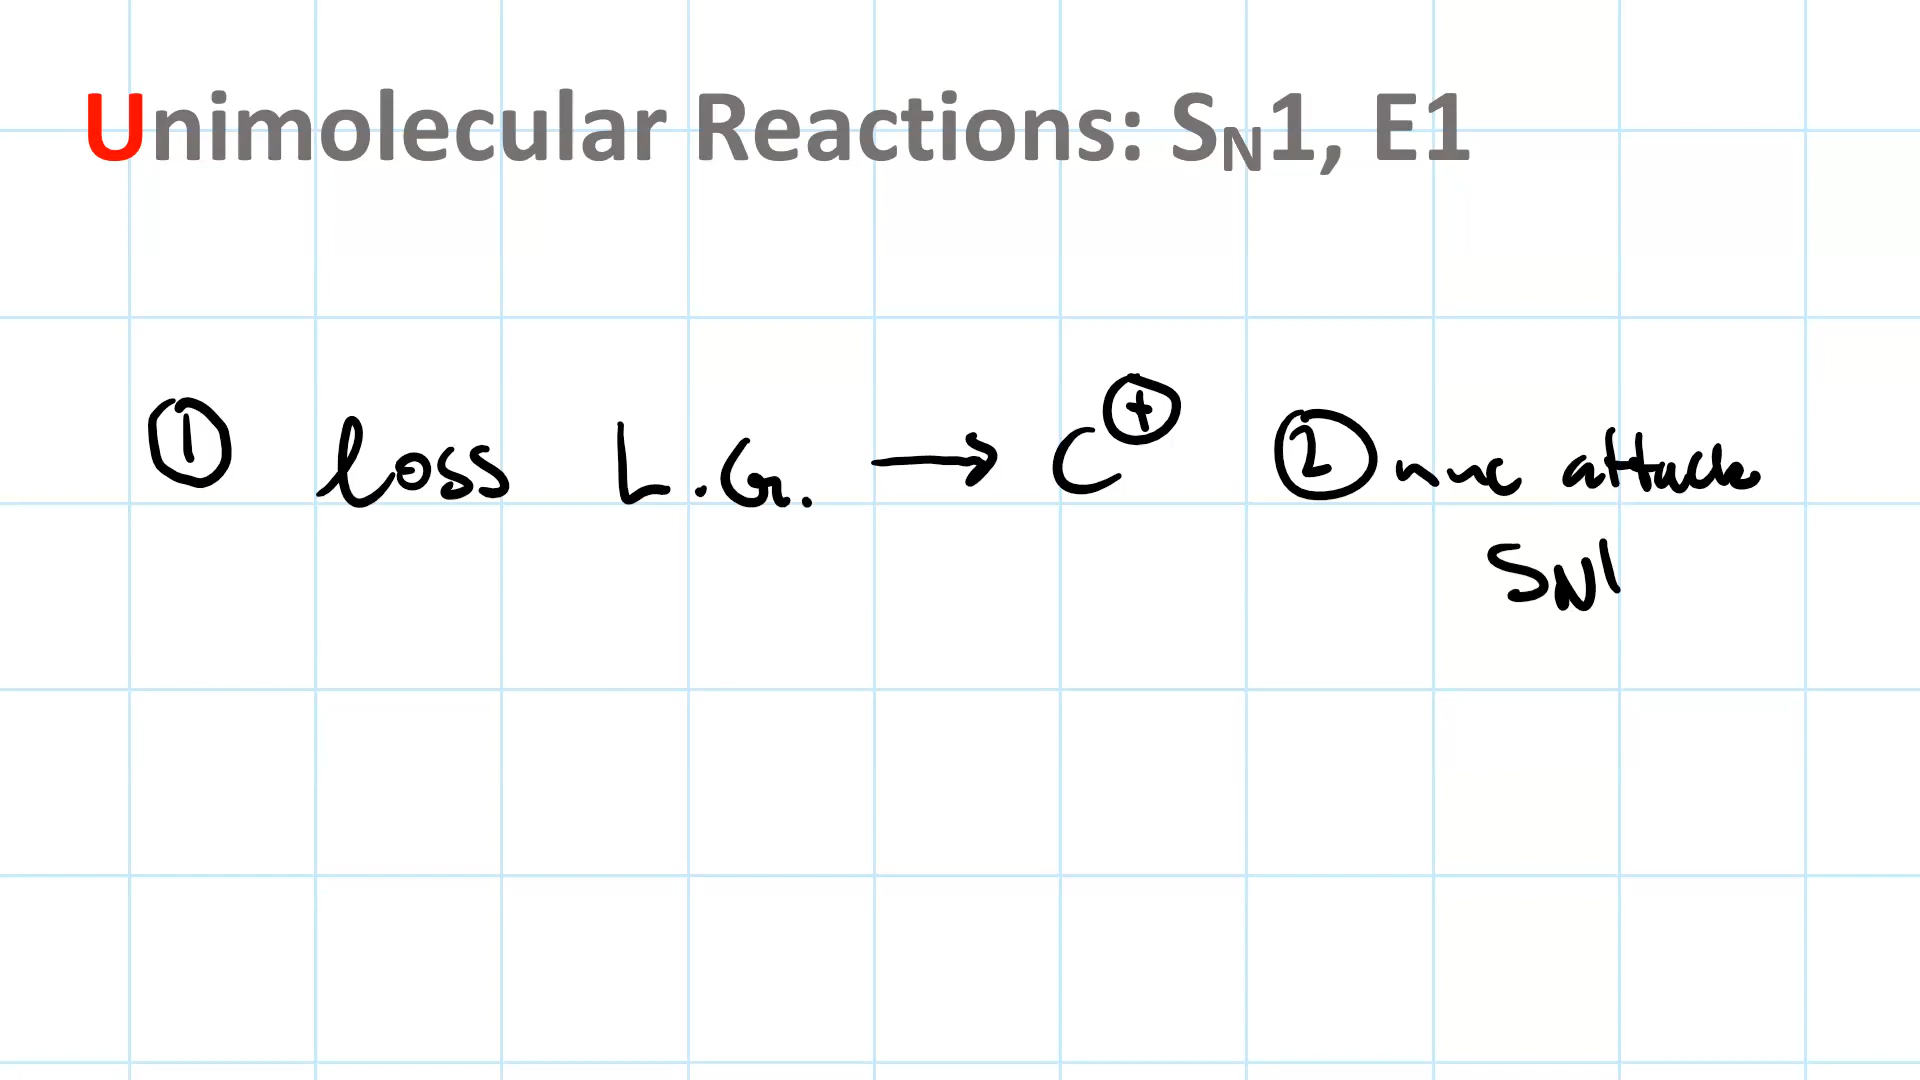 Unimolecular Reactions: SN1, E1
① loss L.G. → C⊕ ② nuc attack
SN1